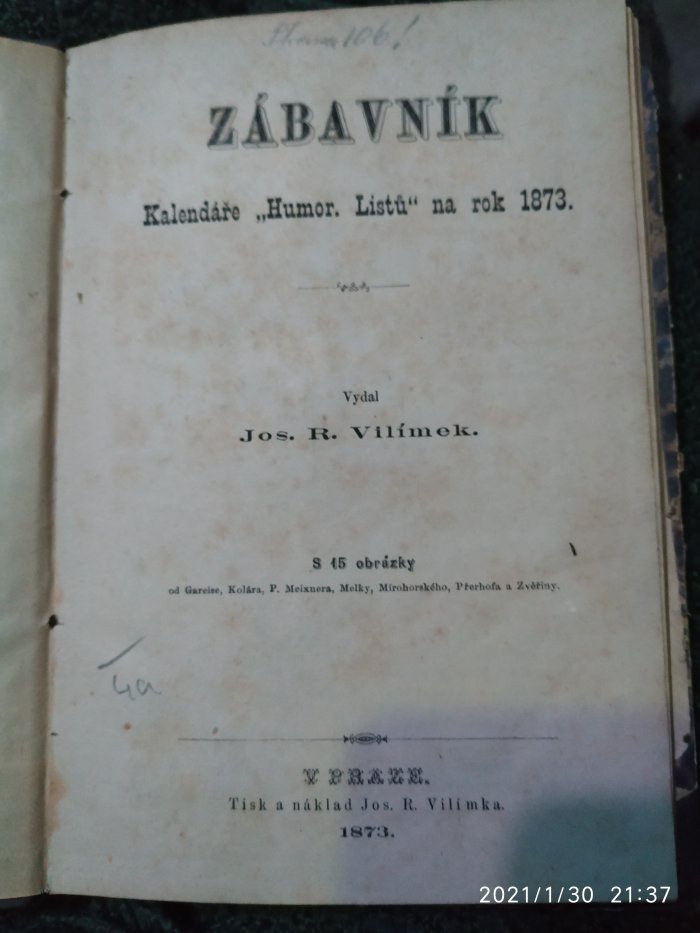 106!
ZÁBAVNÍK
Kalendáře „Humor. Listů“ na rok 1873.
Vydal
Jos. R. Vilímek.
S 15 obrázky
od Gareise, Kolára, P. Meixnera, Melky, Mirohorského, Přerhofa a Zvěřiny.
V PRAZE.
Tisk a náklad Jos. R. Vilímka.
1873.
2021/1/30 21:37